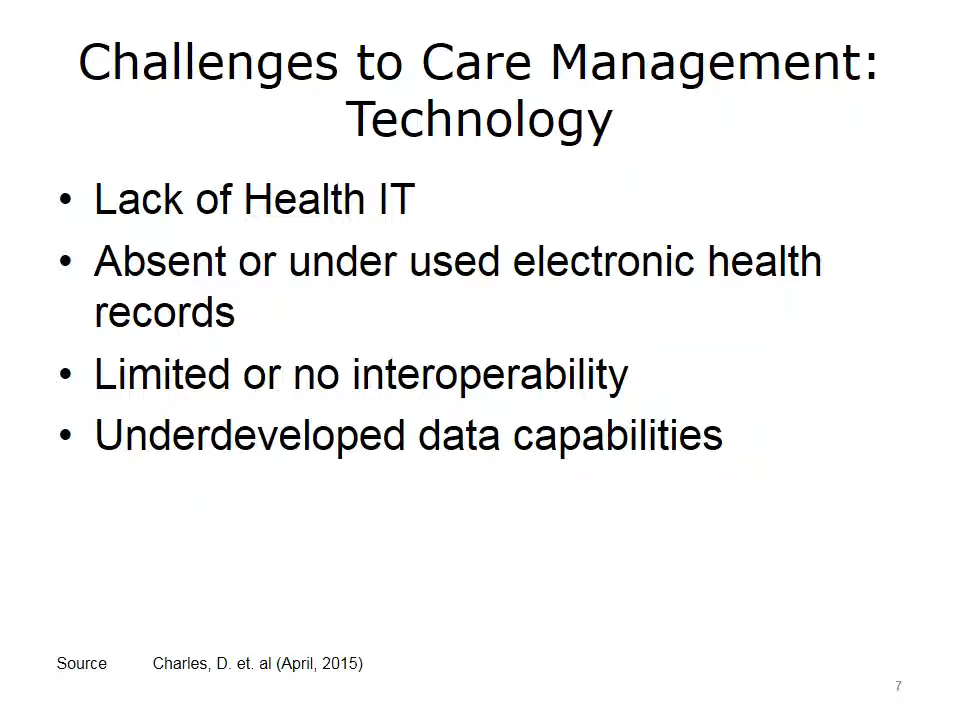 Challenges to Care Management:
Technology
• Lack of Health IT
• Absent or under used electronic health
records
• Limited or no interoperability
• Underdeveloped data capabilities
Source Charles, D. et. al (April, 2015)
7